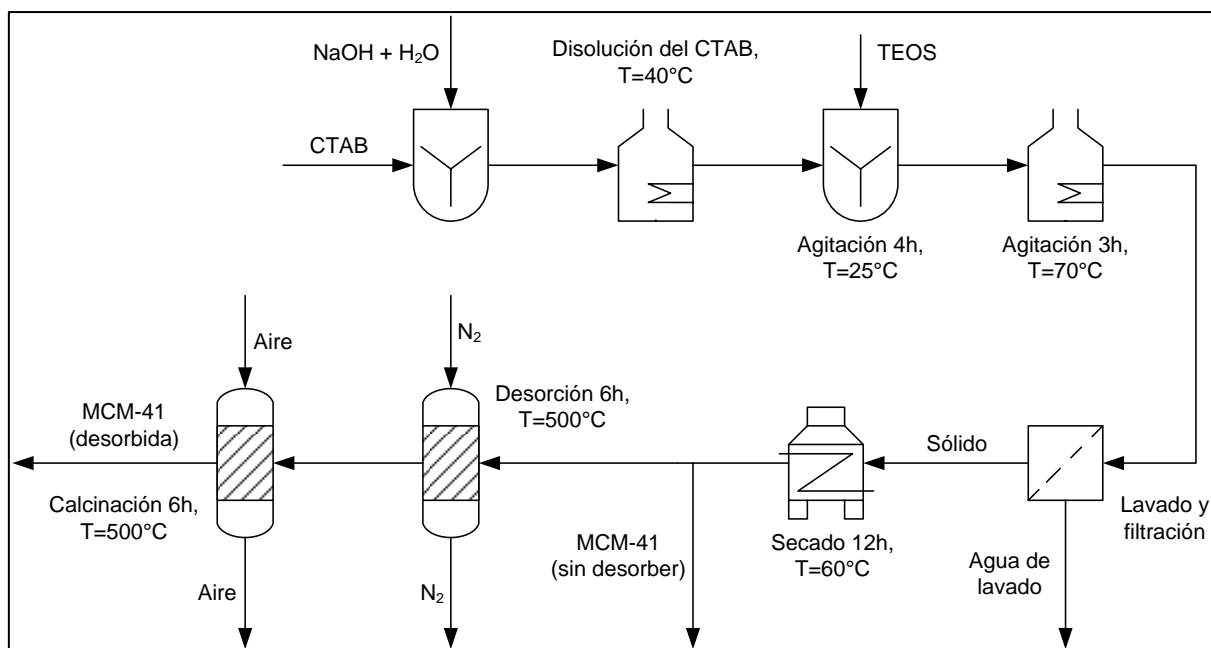 NaOH + H₂O
Disolución del CTAB,
T=40°C
TEOS
CTAB
Agitación 4h,
T=25°C
Agitación 3h,
T=70°C
Aire
N₂
MCM-41
(desorbida)
Desorción 6h,
T=500°C
Sólido
Calcinación 6h,
T=500°C
Lavado y
filtración
MCM-41
(sin desorber)
Secado 12h,
T=60°C
Agua de
lavado
Aire
N₂